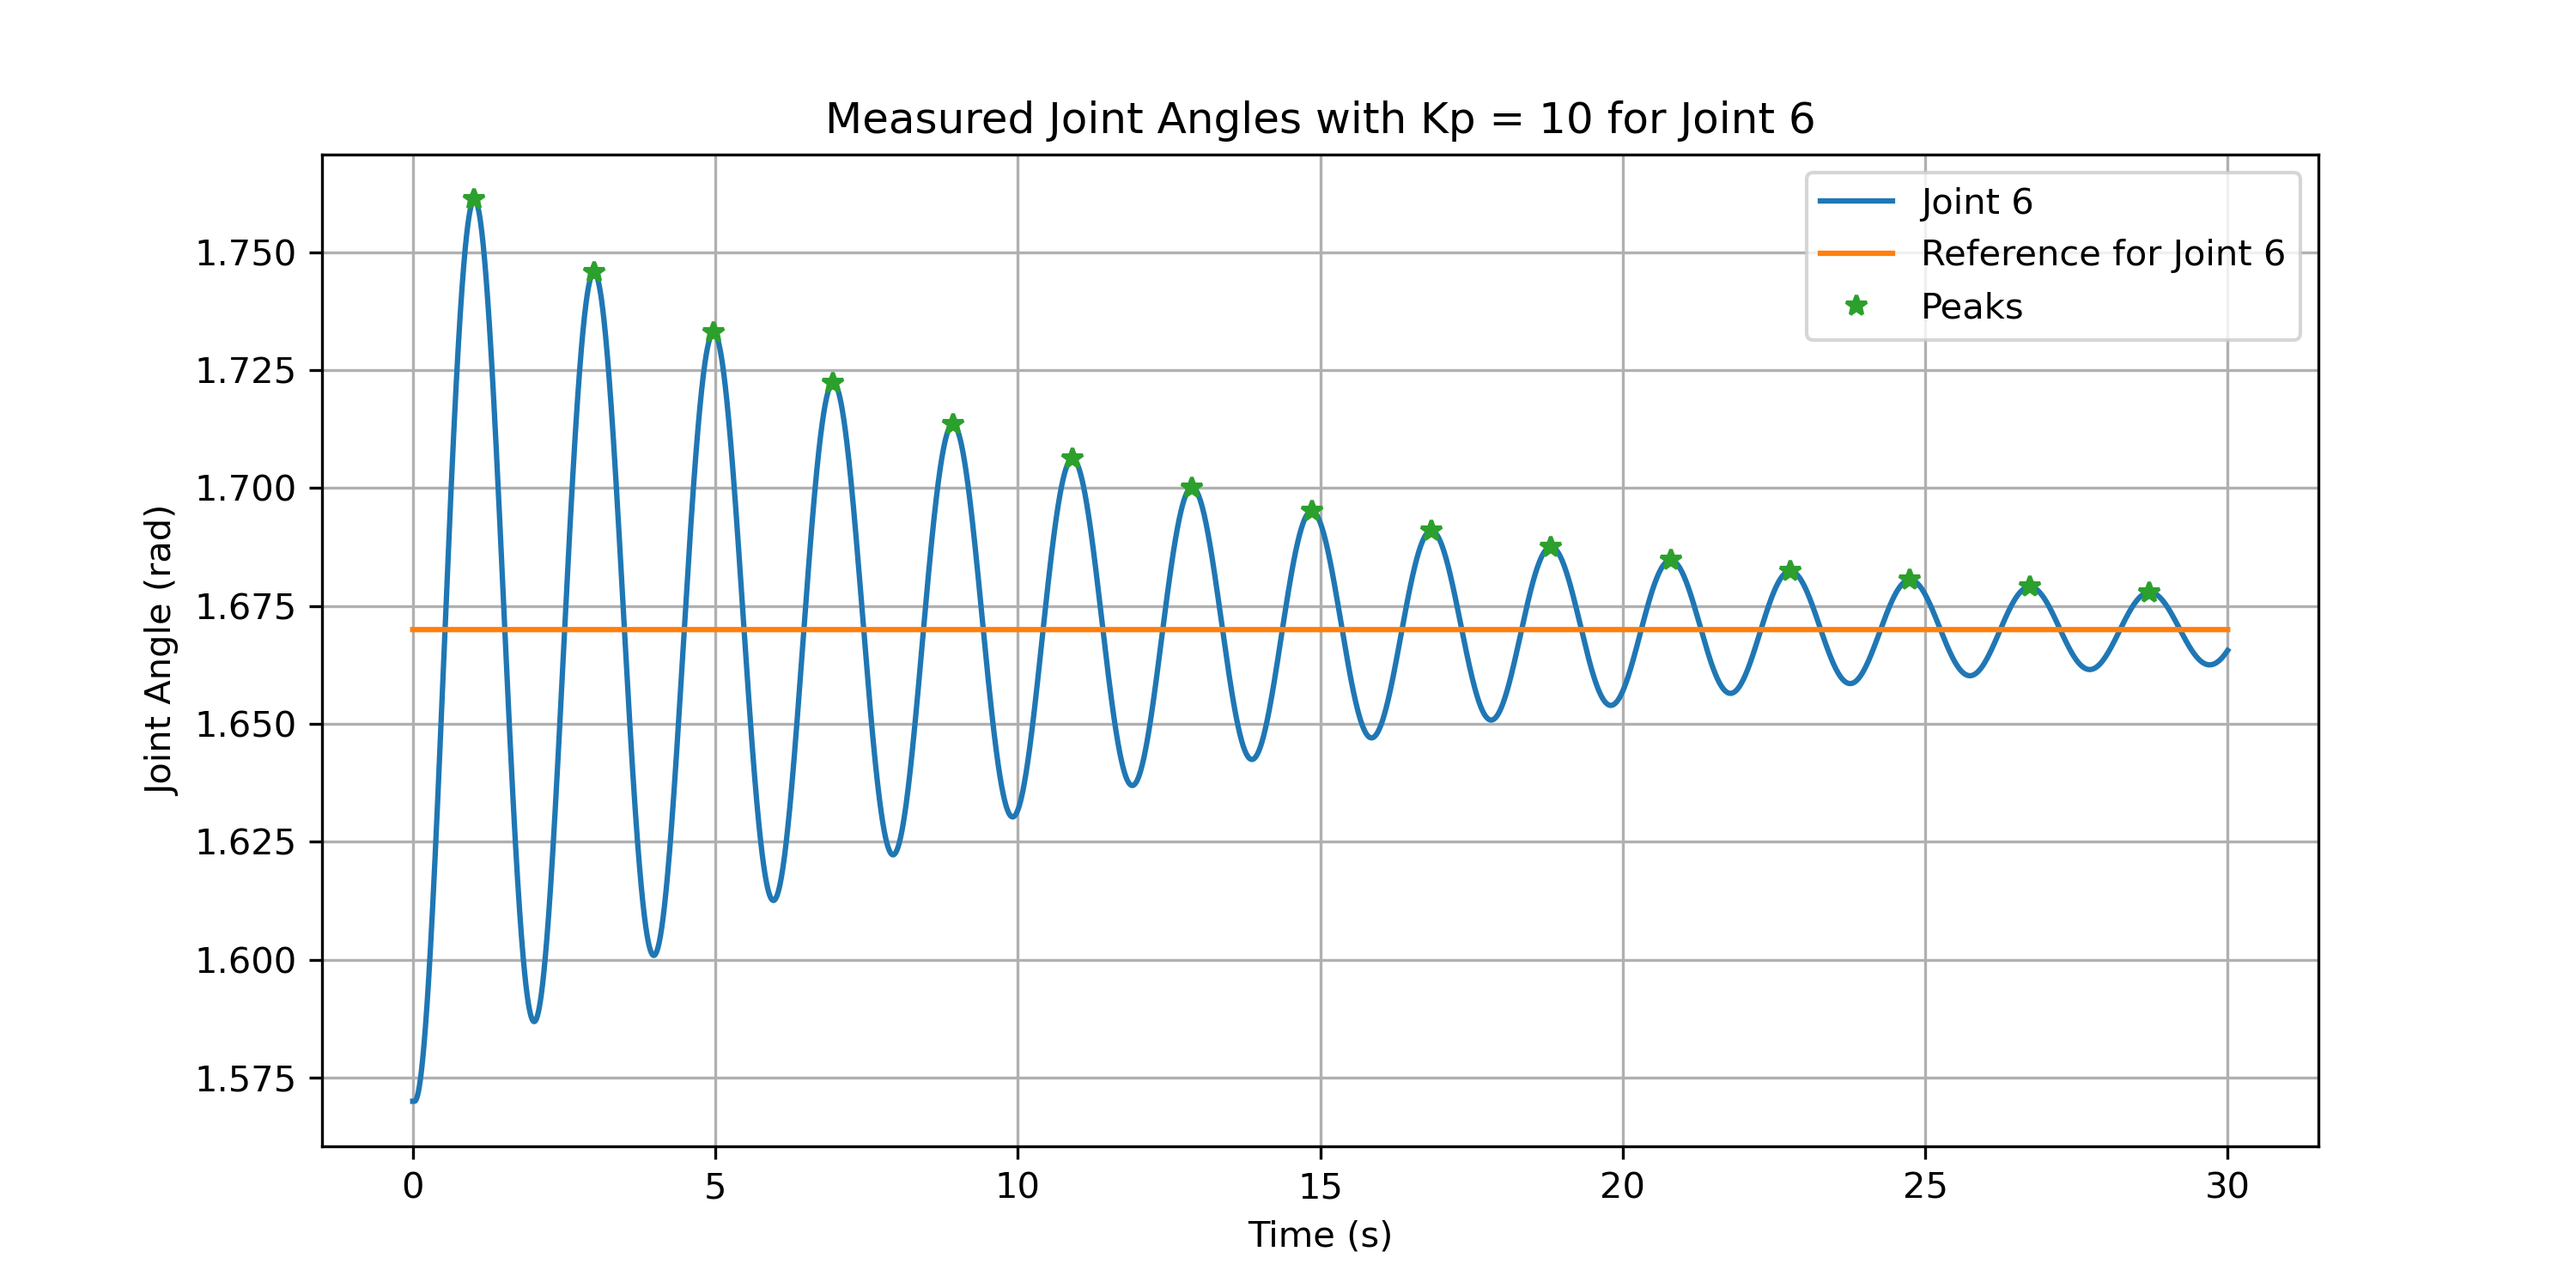 Measured Joint Angles with Kp = 10 for Joint 6
Joint 6
Reference for Joint 6
Peaks
Joint Angle (rad)
1.750
1.725
1.700
1.675
1.650
1.625
1.600
1.575
0 5 10 15 20 25 30
Time (s)